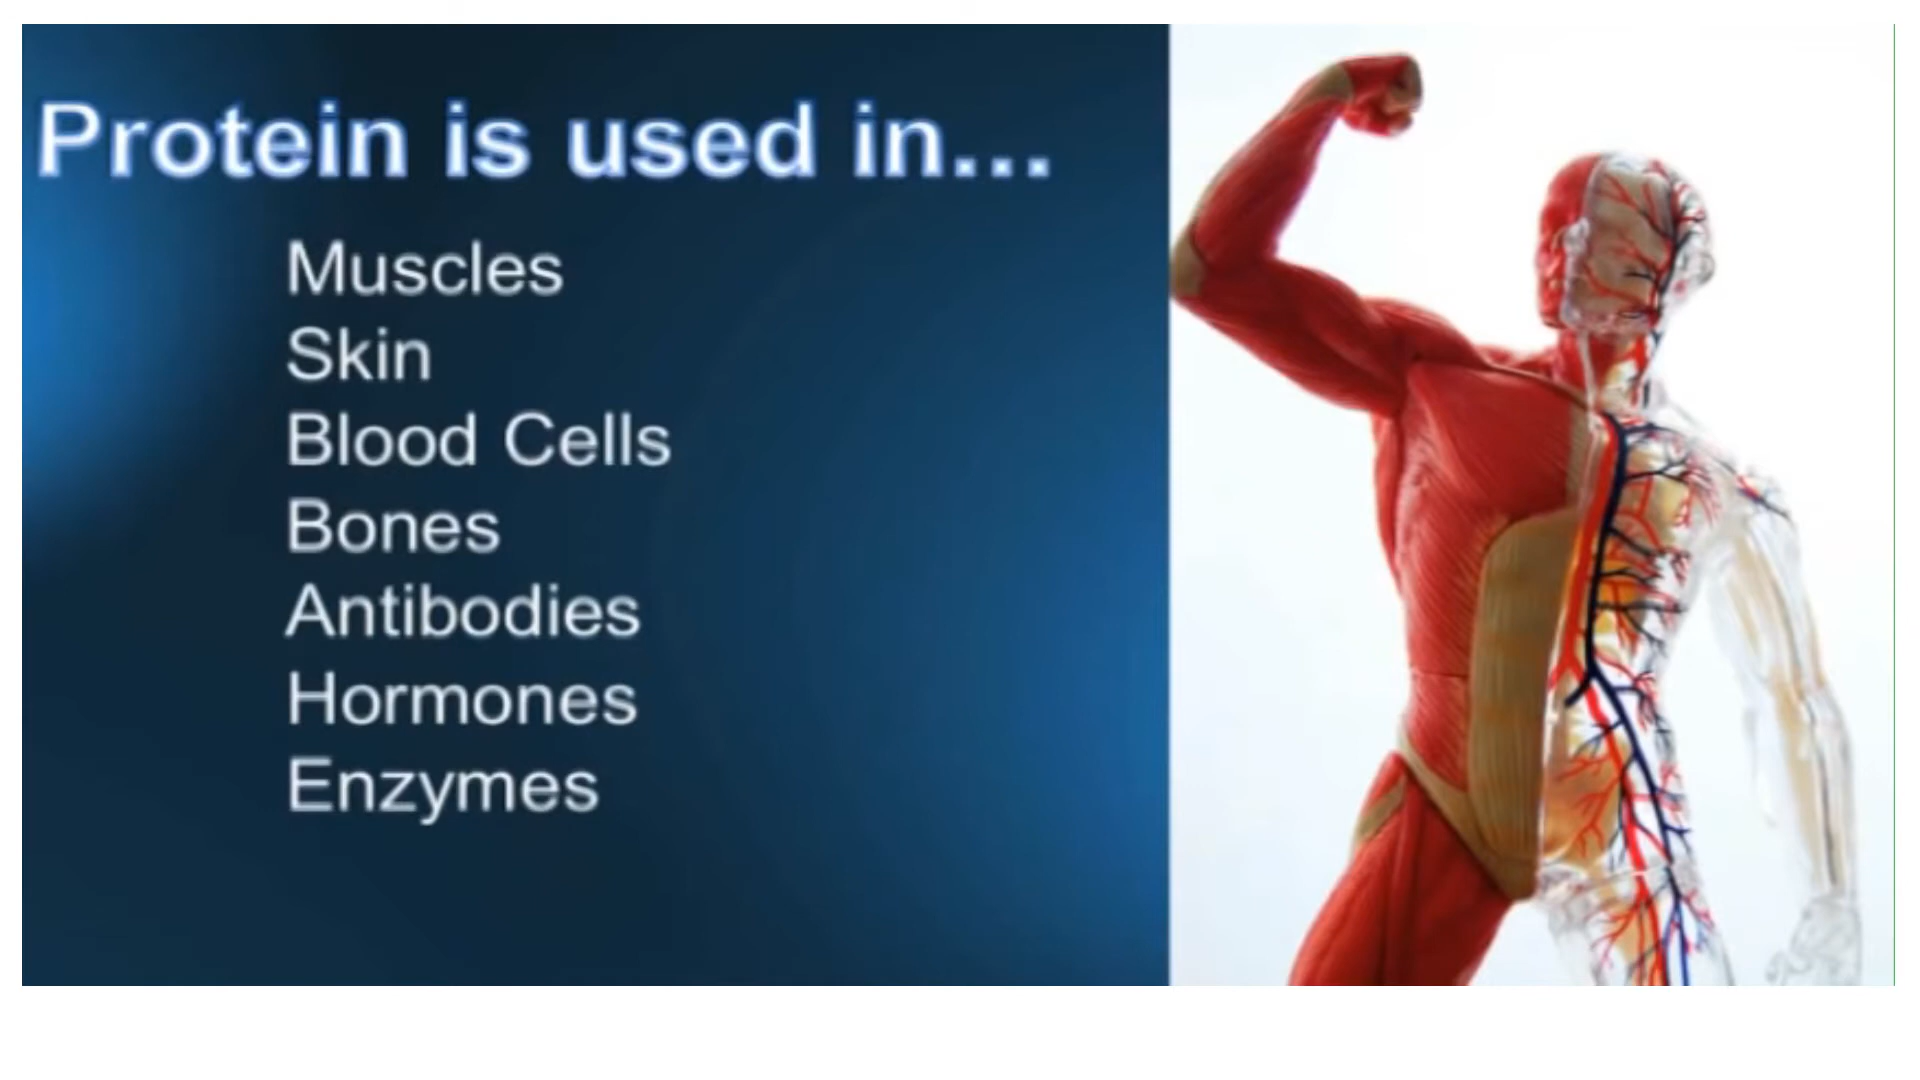 Protein is used in...
Muscles
Skin
Blood Cells
Bones
Antibodies
Hormones
Enzymes